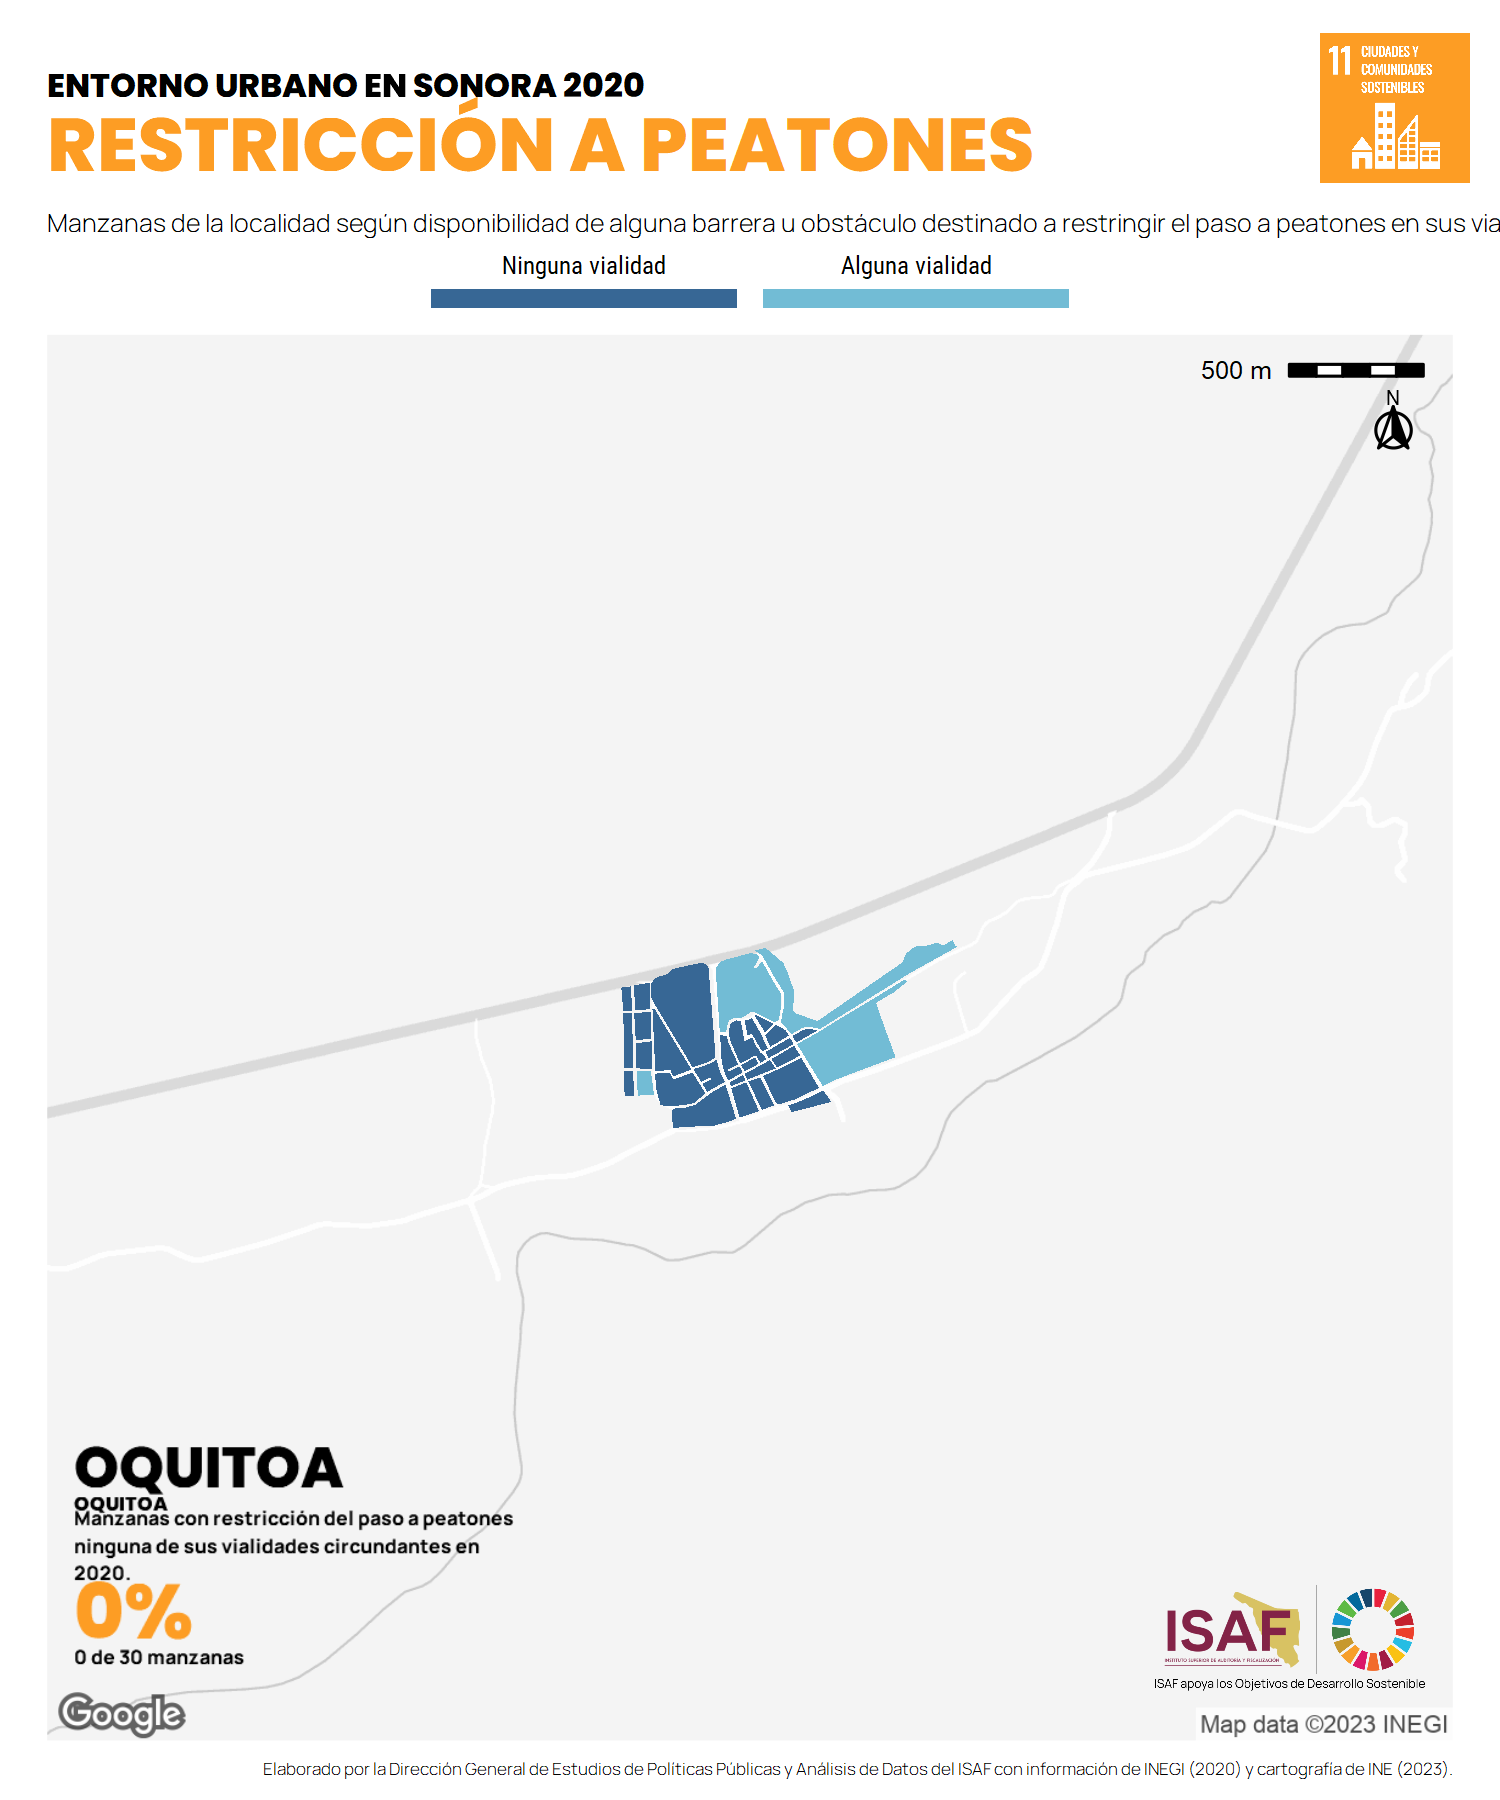 ENTORNO URBANO EN SONORA 2020
RESTRICCIÓN A PEATONES
11 CIUDADES Y
COMUNIDADES
SOSTENIBLES
Manzanas de la localidad según disponibilidad de alguna barrera u obstáculo destinado a restringir el paso a peatones en sus via
Ninguna vialidad
Alguna vialidad
500 m
N
OQUITOA
OQUITOA
Manzanas con restricción del paso a peatones
ninguna de sus vialidades circundantes en
2020.
0%
0 de 30 manzanas
ISAF
INSTITUTO SUPERIOR DE AUDITORÍA Y FISCALIZACIÓN
ISAF apoya los Objetivos de Desarrollo Sostenible
Google
Map data ©2023 INEGI
Elaborado por la Dirección General de Estudios de Políticas Públicas y Análisis de Datos del ISAF con información de INEGI (2020) y cartografía de INE (2023).